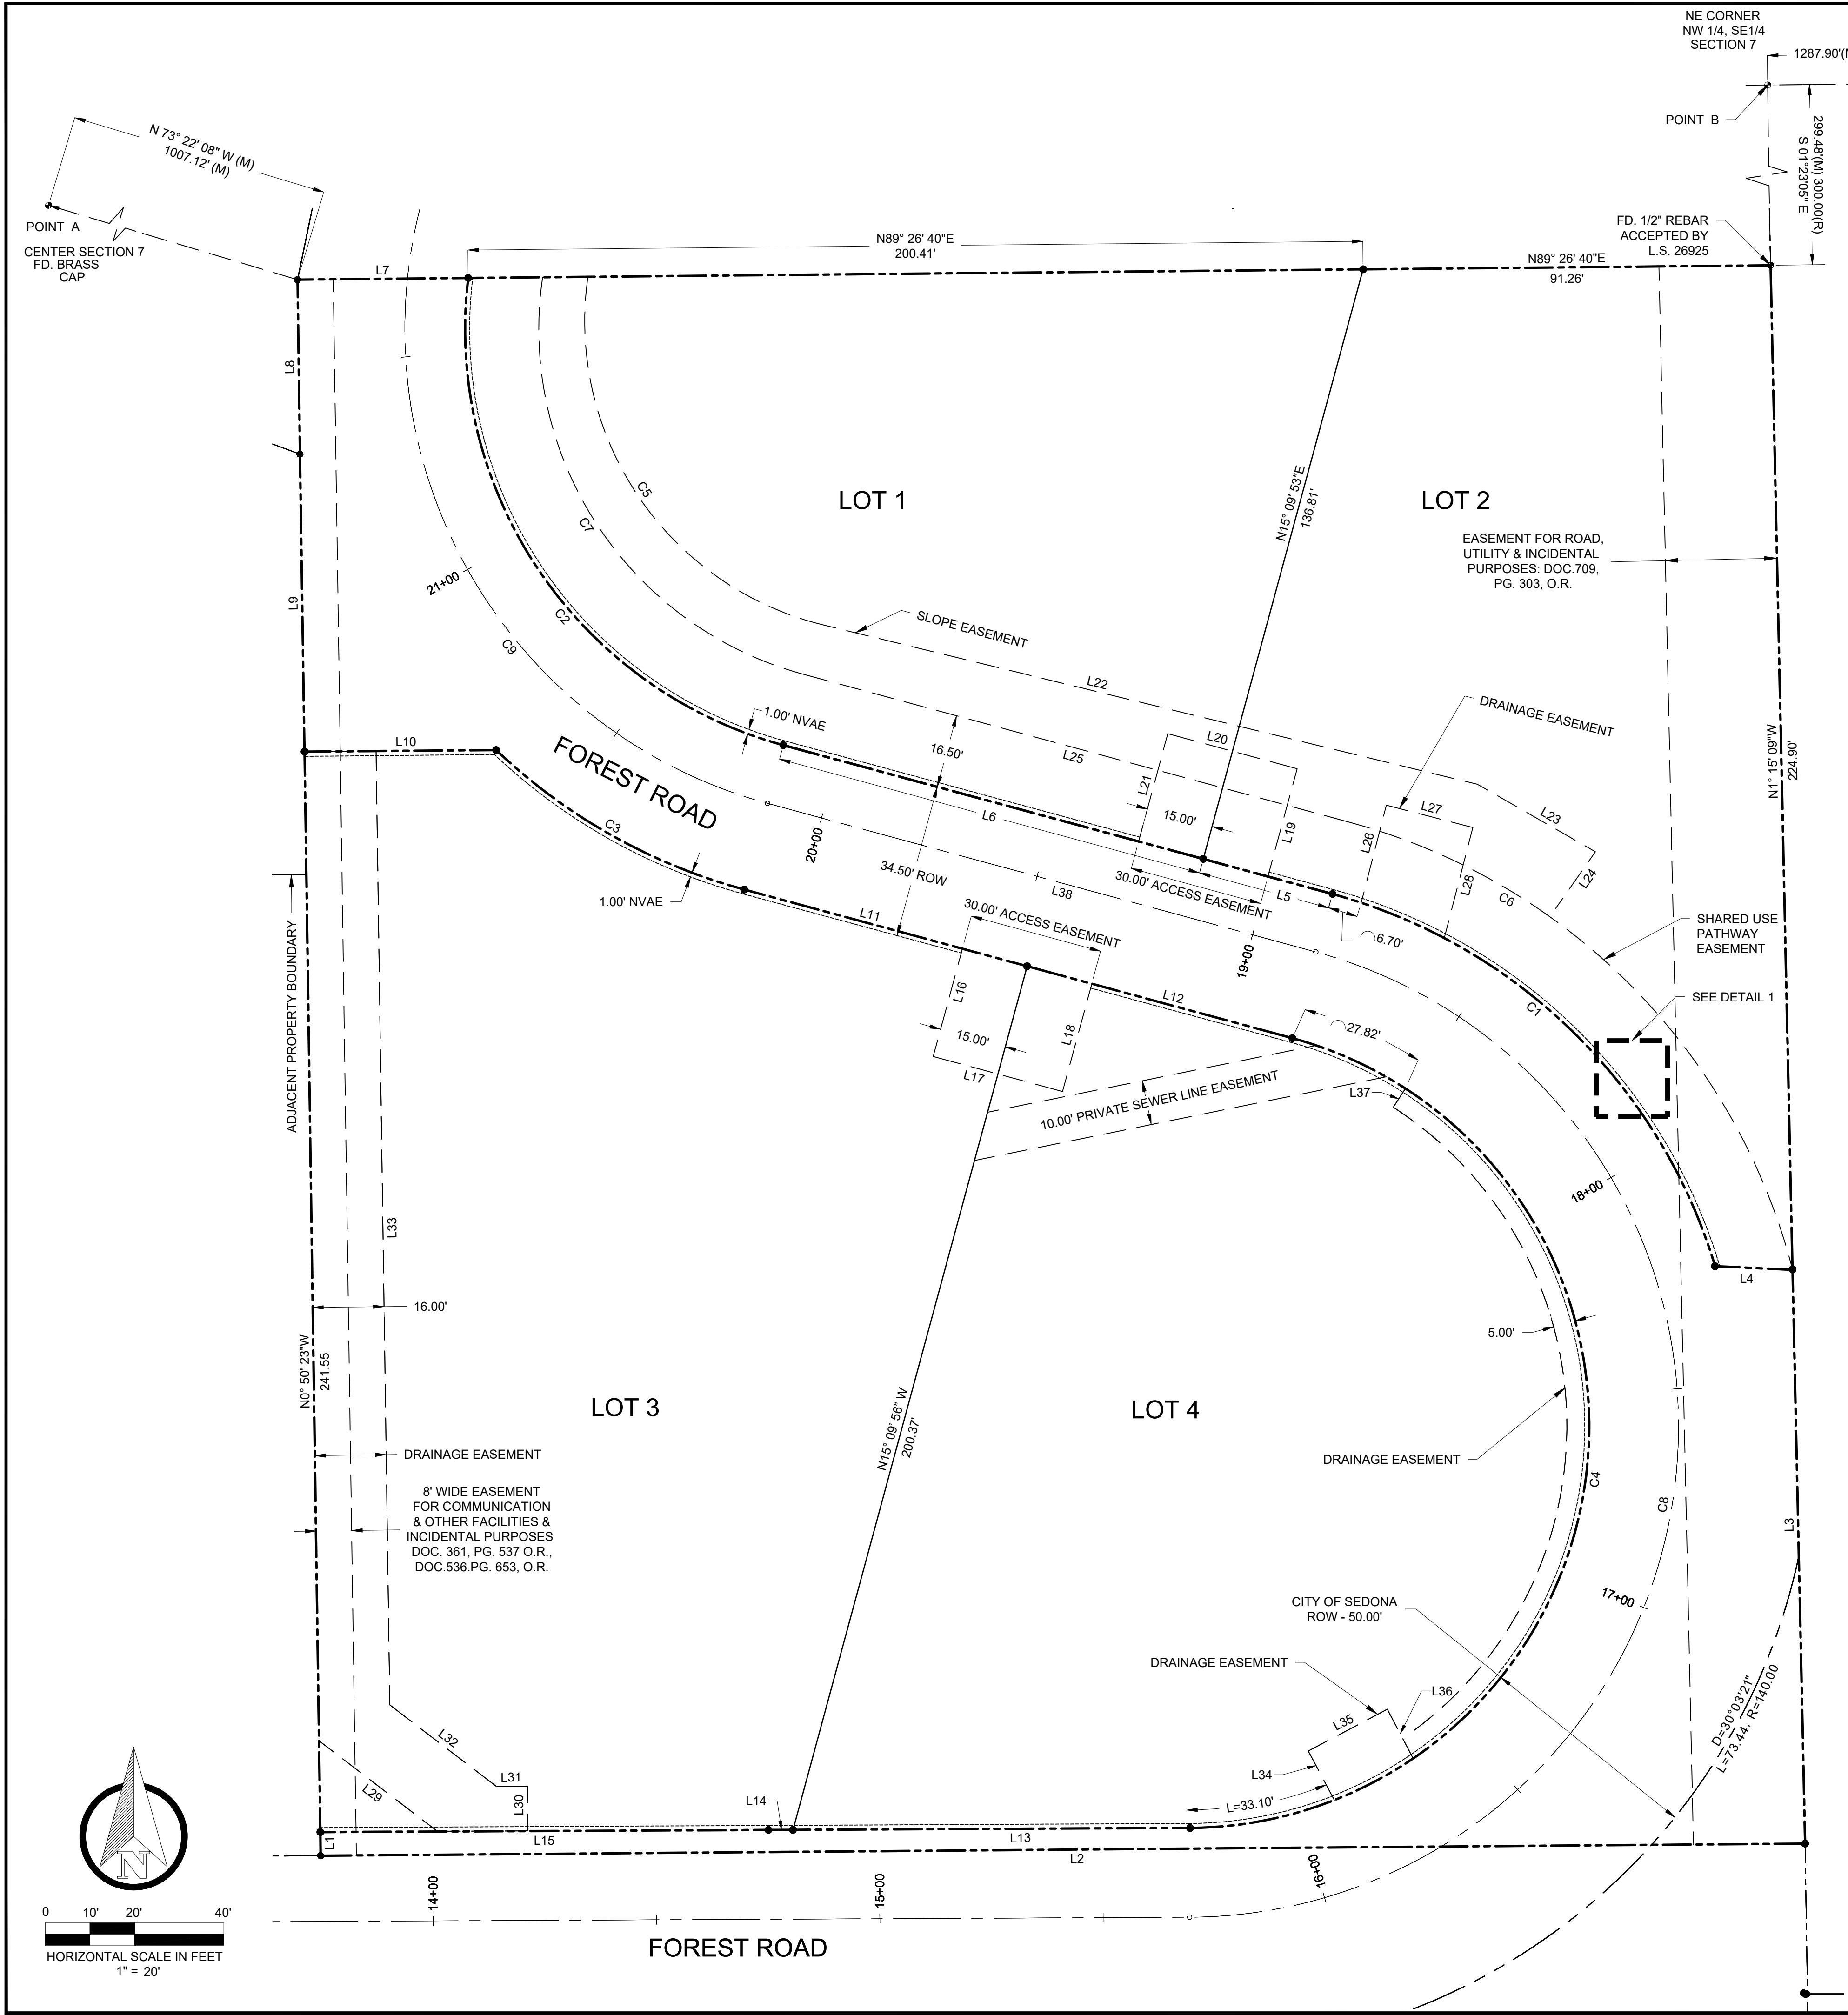 NE CORNER
NW 1/4, SE1/4
SECTION 7
1287.90'(
POINT B
299.48'(M) 300.00(R)
S 01°23'05" E
N 73° 22' 08" W (M)
1007.12' (M)
POINT A
CENTER SECTION 7
FD. BRASS
CAP
FD. 1/2" REBAR
ACCEPTED BY
L.S. 26925
N89° 26' 40"E
200.41'
N89° 26' 40"E
91.26'
L7
L8
L9
LOT 1
LOT 2
N15° 09' 53"E
136.81'
EASEMENT FOR ROAD,
UTILITY & INCIDENTAL
PURPOSES: DOC.709,
PG. 303, O.R.
C5
C7
C2
C9
21+00
SLOPE EASEMENT
L22
DRAINAGE EASEMENT
N1° 15' 09"W
224.90'
L10
FOREST ROAD
1.00' NVAE
16.50'
L25
L20
L21
15.00'
L19
L6
L27
L26
L28
L23
L24
C3
20+00
34.50' ROW
L38
30.00' ACCESS EASEMENT
L5
6.70'
C6
SHARED USE
PATHWAY
EASEMENT
1.00' NVAE
L11
30.00' ACCESS EASEMENT
19+00
SEE DETAIL 1
ADJACENT PROPERTY BOUNDARY
L16
15.00'
L17
L18
L12
27.82'
C1
L37
10.00' PRIVATE SEWER LINE EASEMENT
18+00
L33
L4
16.00'
5.00'
N0° 50' 23"W
241.55
LOT 3
LOT 4
N15° 09' 56" W
200.37'
DRAINAGE EASEMENT
DRAINAGE EASEMENT
C4
C8
L3
8' WIDE EASEMENT
FOR COMMUNICATION
& OTHER FACILITIES &
INCIDENTAL PURPOSES
DOC. 361, PG. 537 O.R.,
DOC.536.PG. 653, O.R.
CITY OF SEDONA
ROW - 50.00'
17+00
DRAINAGE EASEMENT
L36
L35
L34
L=33.10'
D=30°03'21"
L=73.44, R=140.00
L32
L31
L30
L29
L1
L15
L14
L13
L2
14+00
15+00
16+00
N
0 10' 20' 40'
HORIZONTAL SCALE IN FEET
1" = 20'
FOREST ROAD